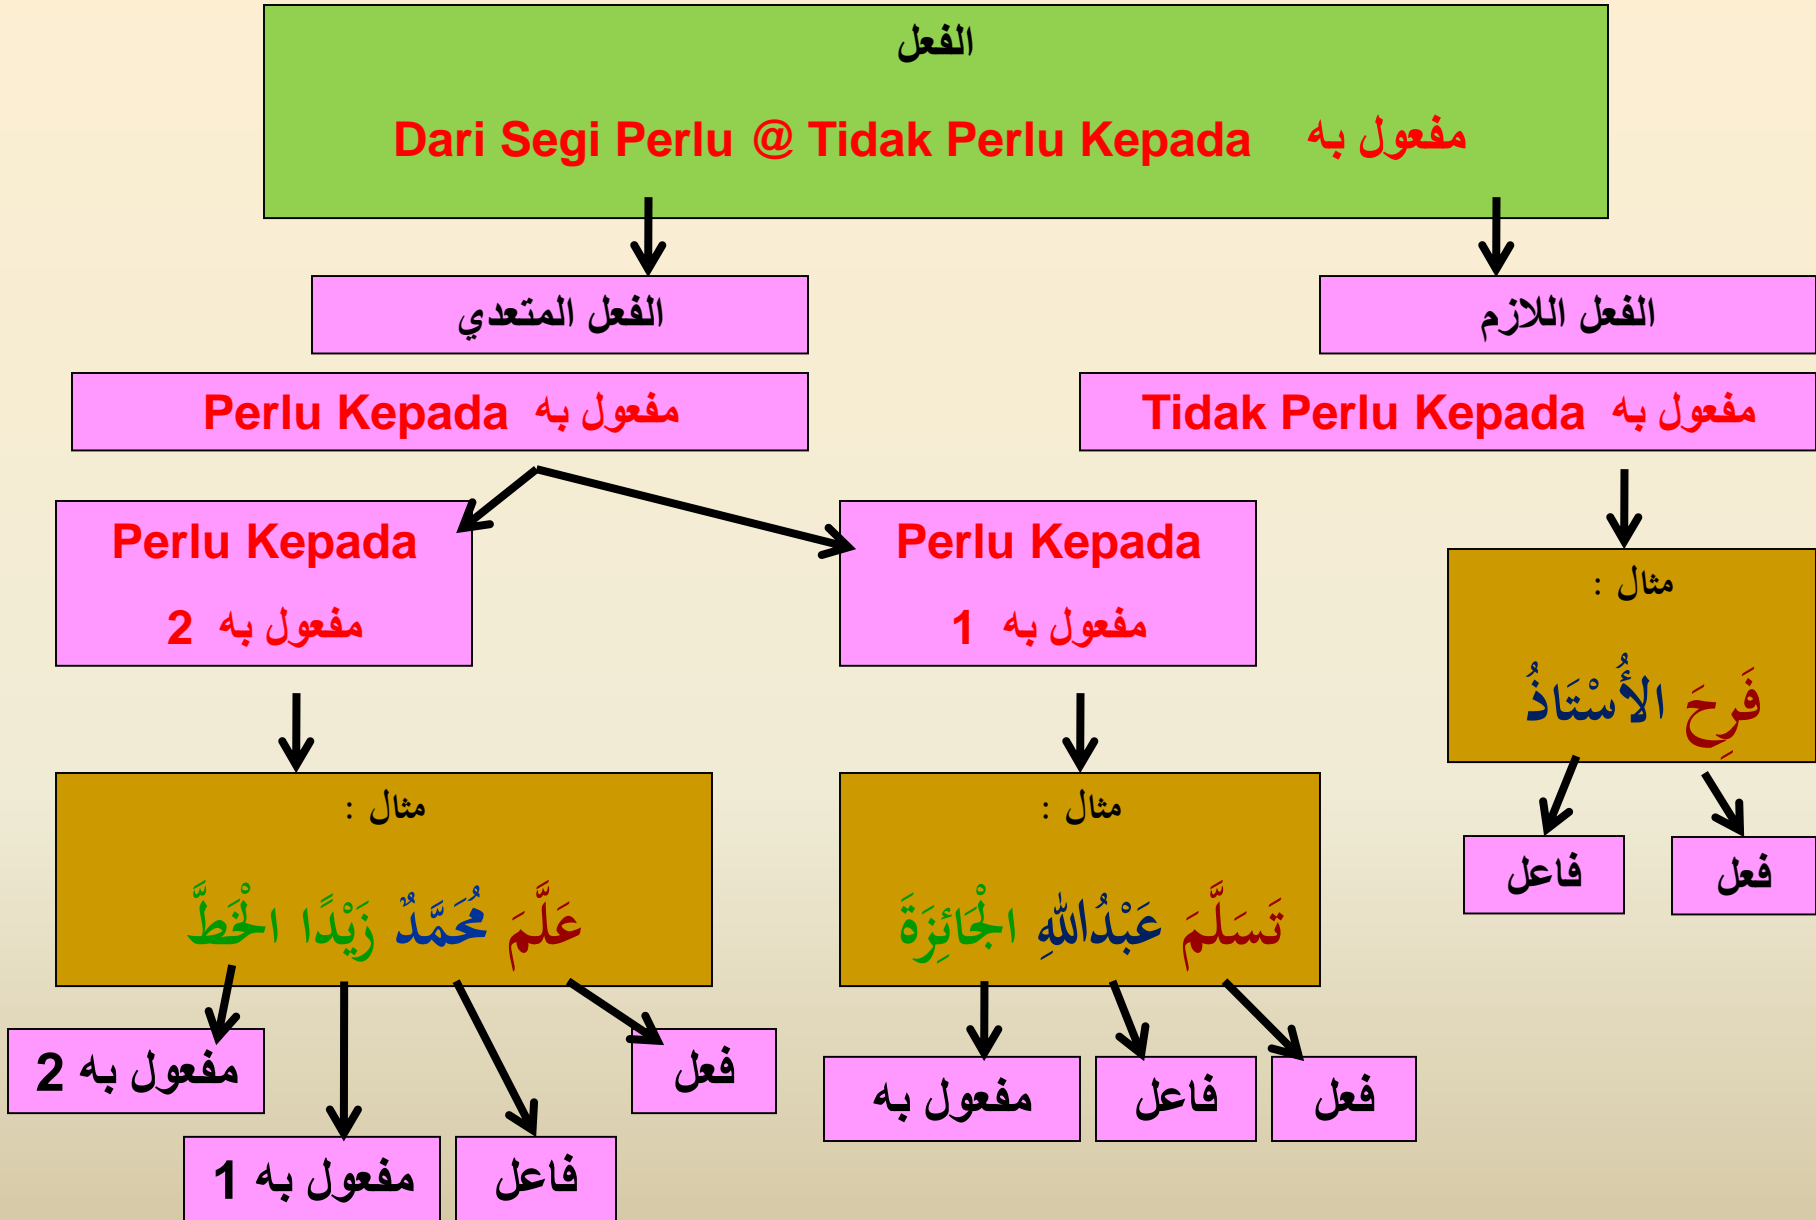 الفعل
Dari Segi Perlu @ Tidak Perlu Kepada مفعول به
الفعل المتعدي
الفعل اللازم
Perlu Kepada مفعول به
Tidak Perlu Kepada مفعول به
Perlu Kepada
مفعول به 2
Perlu Kepada
مفعول به 1
مثال :
فَرِحَ الأُسْتَاذُ
فاعل
فعل
مثال :
عَلَّمَ مُحَمَّدٌ زَيْدًا الْخَطَّ
مثال :
تَسَلَّمَ عَبْدُاللهِ الْجَائِزَةَ
مفعول به 2
مفعول به 1
فاعل
فعل
مفعول به
فاعل
فعل